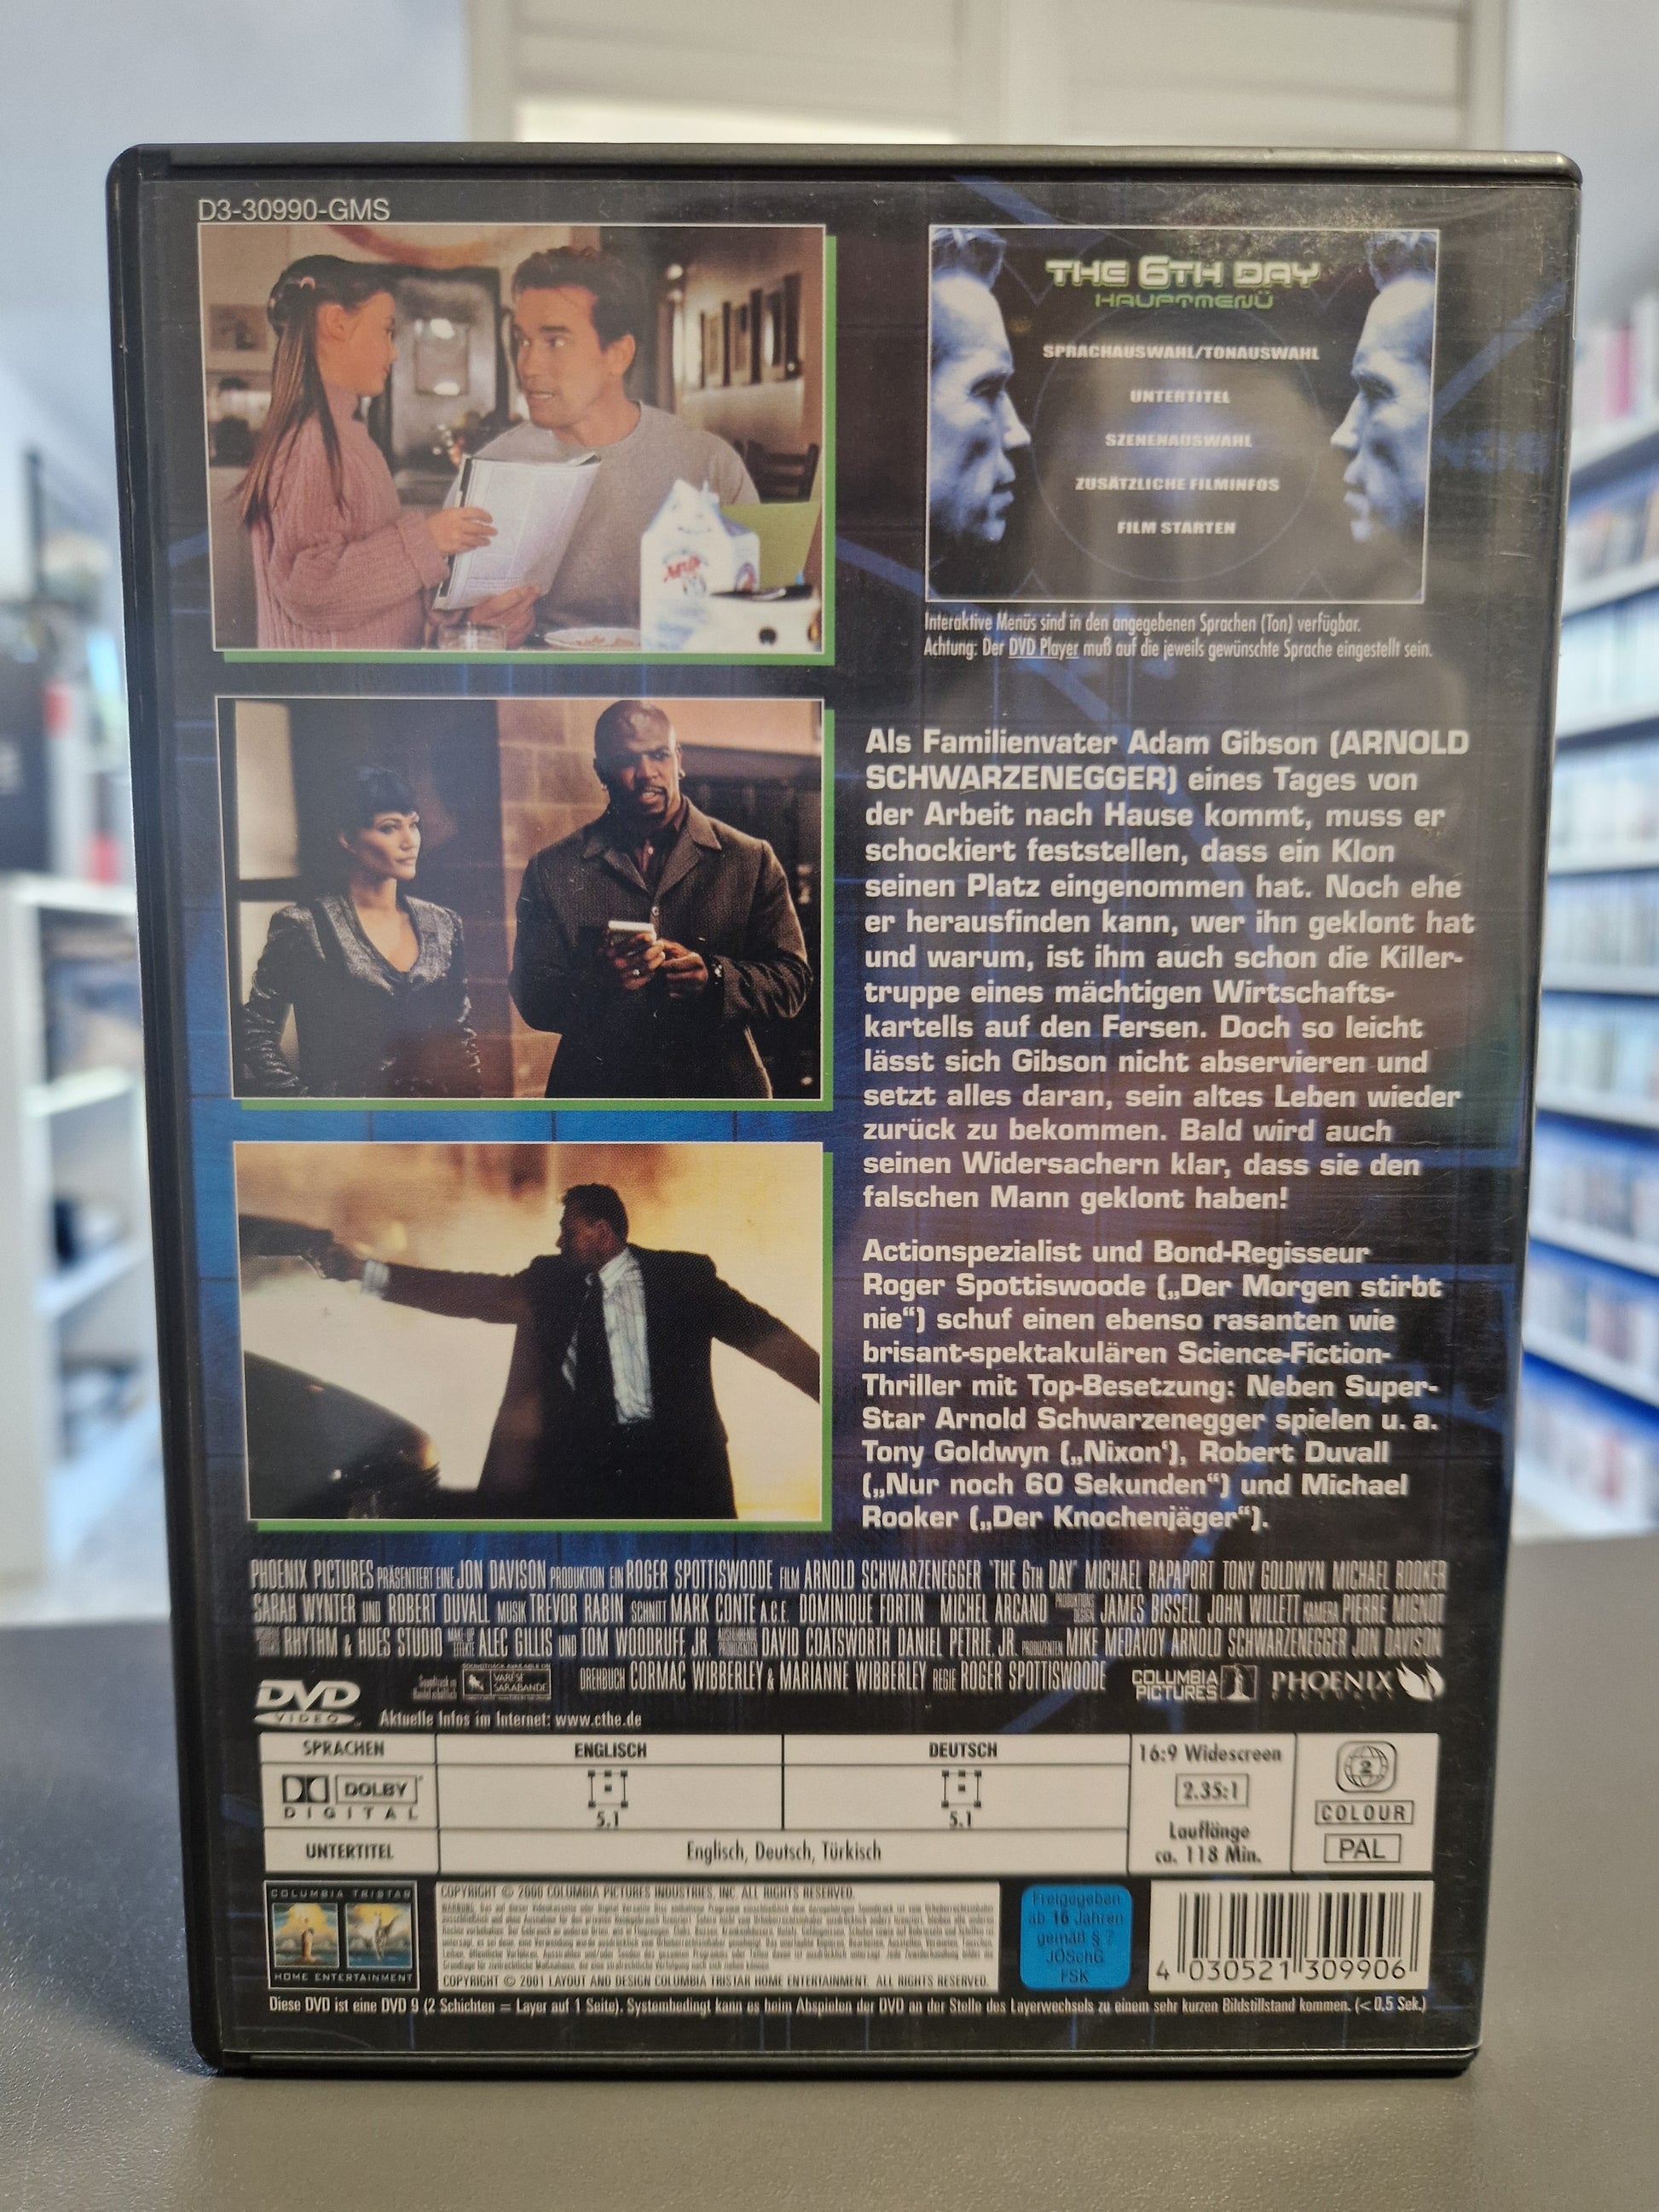 D3-30990-GMS
THE 6TH DAY
HAUPTMENÜ
SPRACHAUSWAHL/TONAUSWAHL
UNTERTITEL
SZENENAUSWAHL
ZUSÄTZLICHE FILMINFOS
FILM STARTEN
Interaktive Menüs sind in den angegebenen Sprachen (Ton) verfügbar.
Achtung: Der DVD Player muß auf die jeweils gewünschte Sprache eingestellt sein.
Als Familienvater Adam Gibson (ARNOLD
SCHWARZENEGGER) eines Tages von
der Arbeit nach Hause kommt, muss er
schockiert feststellen, dass ein Klon
seinen Platz eingenommen hat. Noch ehe
er herausfinden kann, wer ihn geklont hat
und warum, ist ihm auch schon die Killer-
truppe eines mächtigen Wirtschafts-
kartells auf den Fersen. Doch so leicht
lässt sich Gibson nicht abservieren und
setzt alles daran, sein altes Leben wieder
zurück zu bekommen. Bald wird auch
seinen Widersachern klar, dass sie den
falschen Mann geklont haben!
Actionspezialist und Bond-Regisseur
Roger Spottiswoode („Der Morgen stirbt
nie“) schuf einen ebenso rasanten wie
brisant-spektakulären Science-Fiction-
Thriller mit Top-Besetzung: Neben Super-
Star Arnold Schwarzenegger spielen u. a.
Tony Goldwyn („Nixon‘), Robert Duvall
(„Nur noch 60 Sekunden“) und Michael
Rooker („Der Knochenjäger“).
PHOENIX PICTURES PRÄSENTIERT EINE JON DAVISON PRODUKTION EIN ROGER SPOTTISWOODE FILM ARNOLD SCHWARZENEGGER "THE 6TH DAY" MICHAEL RAPAPORT TONY GOLDWYN MICHAEL ROOKER
SARAH WYNTER UND ROBERT DUVALL MUSIK TREVOR RABIN SCHNITT MARK CONTE A.C.E. DOMINIQUE FORTIN MICHEL ARCAND PRODUKTIONS DESIGN JAMES BISSELL JOHN WILLETT KAMERA PIERRE MIGNOT
RHYTHM & HUES STUDIO MAKE-UP EFFEKTE ALEC GILLIS UND TOM WOODRUFF, JR. AUSFÜHRENDE PRODUZENTEN DAVID COATSWORTH DANIEL PETRIE, JR. PRODUZENTEN MIKE MEDAVOY ARNOLD SCHWARZENEGGER JON DAVISON
DREHBUCH CORMAC WIBBERLEY & MARIANNE WIBBERLEY REGIE ROGER SPOTTISWOODE
SOUNDTRACK AVAILABLE ON
VARÈSE
SARABANDE
COLUMBIA
PICTURES
PHOENIX
PICTURES
DVD
VIDEO
Aktuelle Infos im Internet: www.cthe.de
SPRACHEN
ENGLISCH
DEUTSCH
DOLBY
DIGITAL
5.1
5.1
UNTERTITEL
Englisch, Deutsch, Türkisch
16:9 Widescreen
2.35:1
Lauflänge
ca. 118 Min.
2
COLOUR
PAL
COLUMBIA TRISTAR
HOME ENTERTAINMENT
COPYRIGHT © 2000 COLUMBIA PICTURES INDUSTRIES, INC. ALL RIGHTS RESERVED.
COPYRIGHT © 2001 LAYOUT AND DESIGN COLUMBIA TRISTAR HOME ENTERTAINMENT. ALL RIGHTS RESERVED.
Freigegeben
ab 16 Jahren
gemäß § 7
JÖSchG
FSK
4 030521 309906
Diese DVD ist eine DVD 9 (2 Schichten = Layer auf 1 Seite). Systembedingt kann es beim Abspielen der DVD an der Stelle des Layerwechsels zu einem sehr kurzen Bildstillstand kommen. (< 0,5 Sek.)